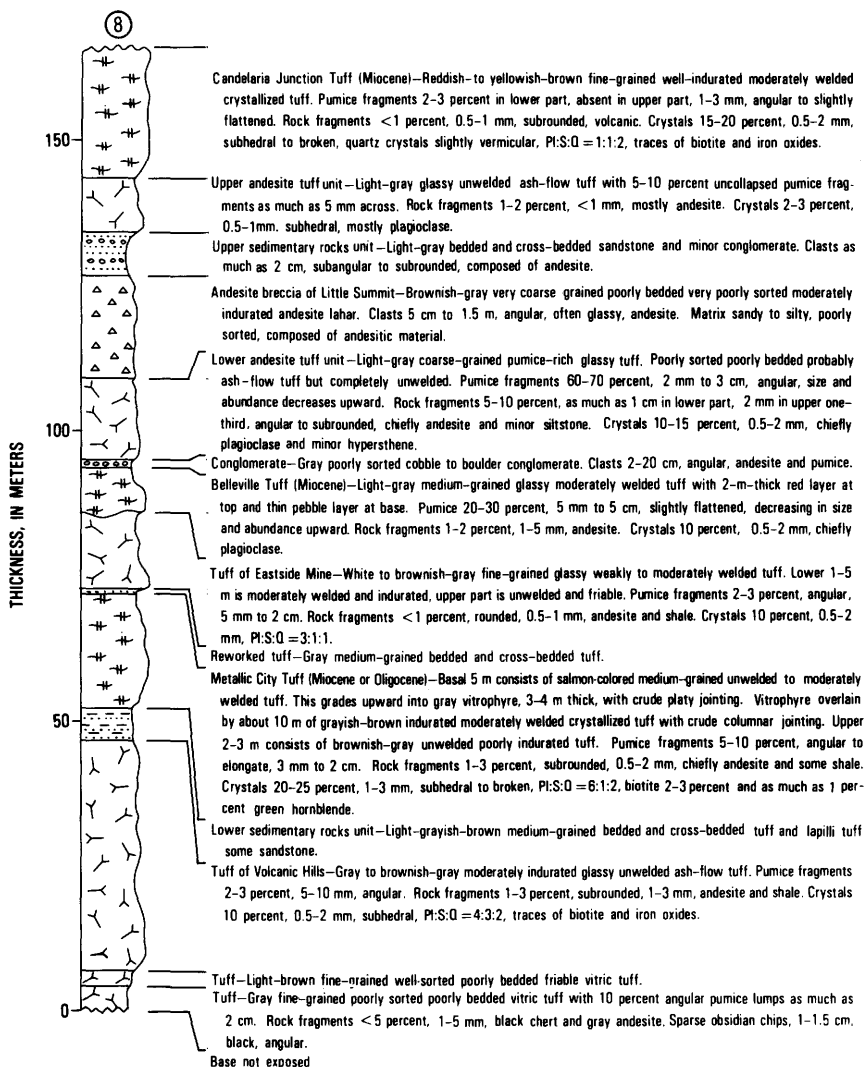 8
Candelaria Junction Tuff (Miocene)—Reddish- to yellowish-brown fine-grained well-indurated moderately welded
crystallized tuff. Pumice fragments 2-3 percent in lower part, absent in upper part, 1-3 mm, angular to slightly
flattened. Rock fragments <1 percent, 0.5-1 mm, subrounded, volcanic. Crystals 15-20 percent, 0.5-2 mm,
subhedral to broken, quartz crystals slightly vermicular, Pl:S:Q = 1:1:2, traces of biotite and iron oxides.
150
Upper andesite tuff unit—Light-gray glassy unwelded ash-flow tuff with 5-10 percent uncollapsed pumice frag-
ments as much as 5 mm across. Rock fragments 1-2 percent, <1 mm, mostly andesite. Crystals 2-3 percent,
0.5-1mm. subhedral, mostly plagioclase.
Upper sedimentary rocks unit—Light-gray bedded and cross-bedded sandstone and minor conglomerate. Clasts as
much as 2 cm, subangular to subrounded, composed of andesite.
Andesite breccia of Little Summit—Brownish-gray very coarse grained poorly bedded very poorly sorted moderately
indurated andesite lahar. Clasts 5 cm to 1.5 m, angular, often glassy, andesite. Matrix sandy to silty, poorly
sorted, composed of andesitic material.
Lower andesite tuff unit—Light-gray coarse-grained pumice-rich glassy tuff. Poorly sorted poorly bedded probably
ash-flow tuff but completely unwelded. Pumice fragments 60-70 percent, 2 mm to 3 cm, angular, size and
abundance decreases upward. Rock fragments 5-10 percent, as much as 1 cm in lower part, 2 mm in upper one-
third, angular to subrounded, chiefly andesite and minor siltstone. Crystals 10-15 percent, 0.5-2 mm, chiefly
plagioclase and minor hypersthene.
100
Conglomerate—Gray poorly sorted cobble to boulder conglomerate. Clasts 2-20 cm, angular, andesite and pumice.
Belleville Tuff (Miocene)—Light-gray medium-grained glassy moderately welded tuff with 2-m-thick red layer at
top and thin pebble layer at base. Pumice 20-30 percent, 5 mm to 5 cm, slightly flattened, decreasing in size
and abundance upward. Rock fragments 1-2 percent, 1-5 mm, andesite. Crystals 10 percent, 0.5-2 mm, chiefly
plagioclase.
THICKNESS, IN METERS
Tuff of Eastside Mine—White to brownish-gray fine-grained glassy weakly to moderately welded tuff. Lower 1-5
m is moderately welded and indurated, upper part is unwelded and friable. Pumice fragments 2-3 percent, angular,
5 mm to 2 cm. Rock fragments <1 percent, rounded, 0.5-1 mm, andesite and shale. Crystals 10 percent, 0.5-2
mm, Pl:S:Q = 3:1:1.
Reworked tuff—Gray medium-grained bedded and cross-bedded tuff.
Metallic City Tuff (Miocene or Oligocene)—Basal 5 m consists of salmon-colored medium-grained unwelded to moderately
welded tuff. This grades upward into gray vitrophyre, 3-4 m thick, with crude platy jointing. Vitrophyre overlain
by about 10 m of grayish-brown indurated moderately welded crystallized tuff with crude columnar jointing. Upper
2-3 m consists of brownish-gray unwelded poorly indurated tuff. Pumice fragments 5-10 percent, angular to
elongate, 3 mm to 2 cm. Rock fragments 1-3 percent, subrounded, 0.5-2 mm, chiefly andesite and some shale.
Crystals 20-25 percent, 1-3 mm, subhedral to broken, Pl:S:Q = 6:1:2, biotite 2-3 percent and as much as 1 per-
cent green hornblende.
50
Lower sedimentary rocks unit—Light-grayish-brown medium-grained bedded and cross-bedded tuff and lapilli tuff
some sandstone.
Tuff of Volcanic Hills—Gray to brownish-gray moderately indurated glassy unwelded ash-flow tuff. Pumice fragments
2-3 percent, 5-10 mm, angular. Rock fragments 1-3 percent, subrounded, 1-3 mm, andesite and shale. Crystals
10 percent, 0.5-2 mm, subhedral, Pl:S:Q = 4:3:2, traces of biotite and iron oxides.
Tuff-Light-brown fine-grained well-sorted poorly bedded friable vitric tuff.
0
Tuff—Gray fine-grained poorly sorted poorly bedded vitric tuff with 10 percent angular pumice lumps as much as
2 cm. Rock fragments <5 percent, 1-5 mm, black chert and gray andesite. Sparse obsidian chips, 1-1.5 cm,
black, angular.
Base not exposed